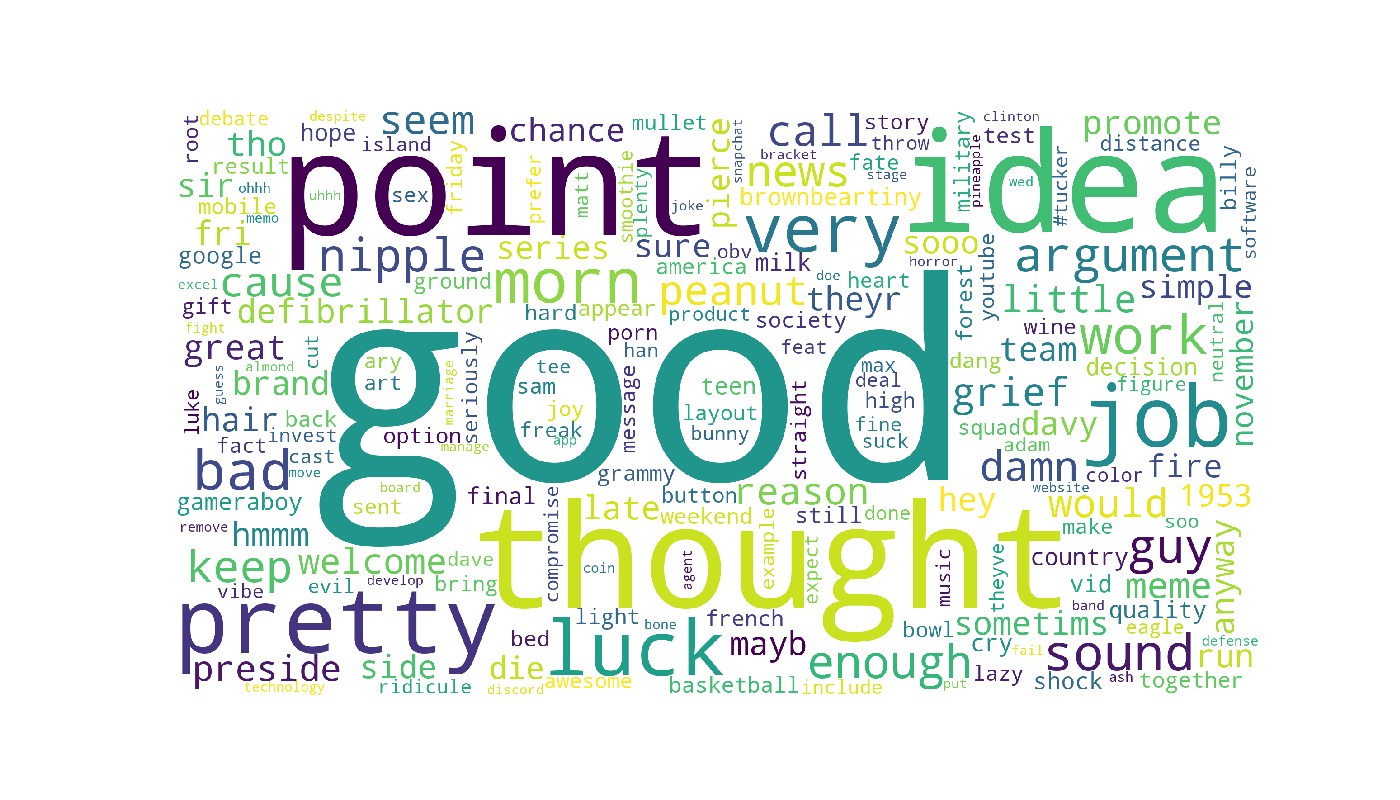 root
debate
despite
seem
chance
mullet
pierce
snapchat
call
story
military
clinton
test
pineapple
promote
tho
hope
island
point
idea
throw
distance
result
ohhh
uhhh
sex
friday
prefer
matt
smoothie
plenty
joke
bracket
news
fate
stage
wed
#tucker
billy
software
sir
mobile
memo
brownbeartiny
fri
google
nipple
series
sure
obv
very
sooo
horror
argument
excel
cause
ground
morn
america
milk
doe
heart
forest
youtube
simple
gift
defibrillator
hard
appear
peanut
product
theyr
little
fight
great
cut
seriously
porn
society
feat
wine
work
neutral
november
guess
almond
ary
marriage
good
tee
han
max
dang
team
decision
brand
art
sam
teen
deal
high
grief
figure
job
luke
hair
back
joy
message
layout
straight
fine
squad
davy
fact
invest
option
freak
app
bunny
suck
adam
bad
cast
move
manage
grammy
damn
color
fire
board
final
button
reason
website
gameraboy
sent
compromise
late
weekend
example
still
done
hey
would
1953
remove
hmmm
thought
make
soo
anyway
keep
welcome
dave
coin
agent
expect
music
theyve
country
guy
vibe
evil
develop
bring
vid
meme
pretty
light
bone
french
bowl
sometims
band
quality
eagle
defense
preside
side
bed
luck
mayb
cry
fail
sound
run
die
enough
technology
ridicule
discord
awesome
basketball
include
put
lazy
shock
ash
together